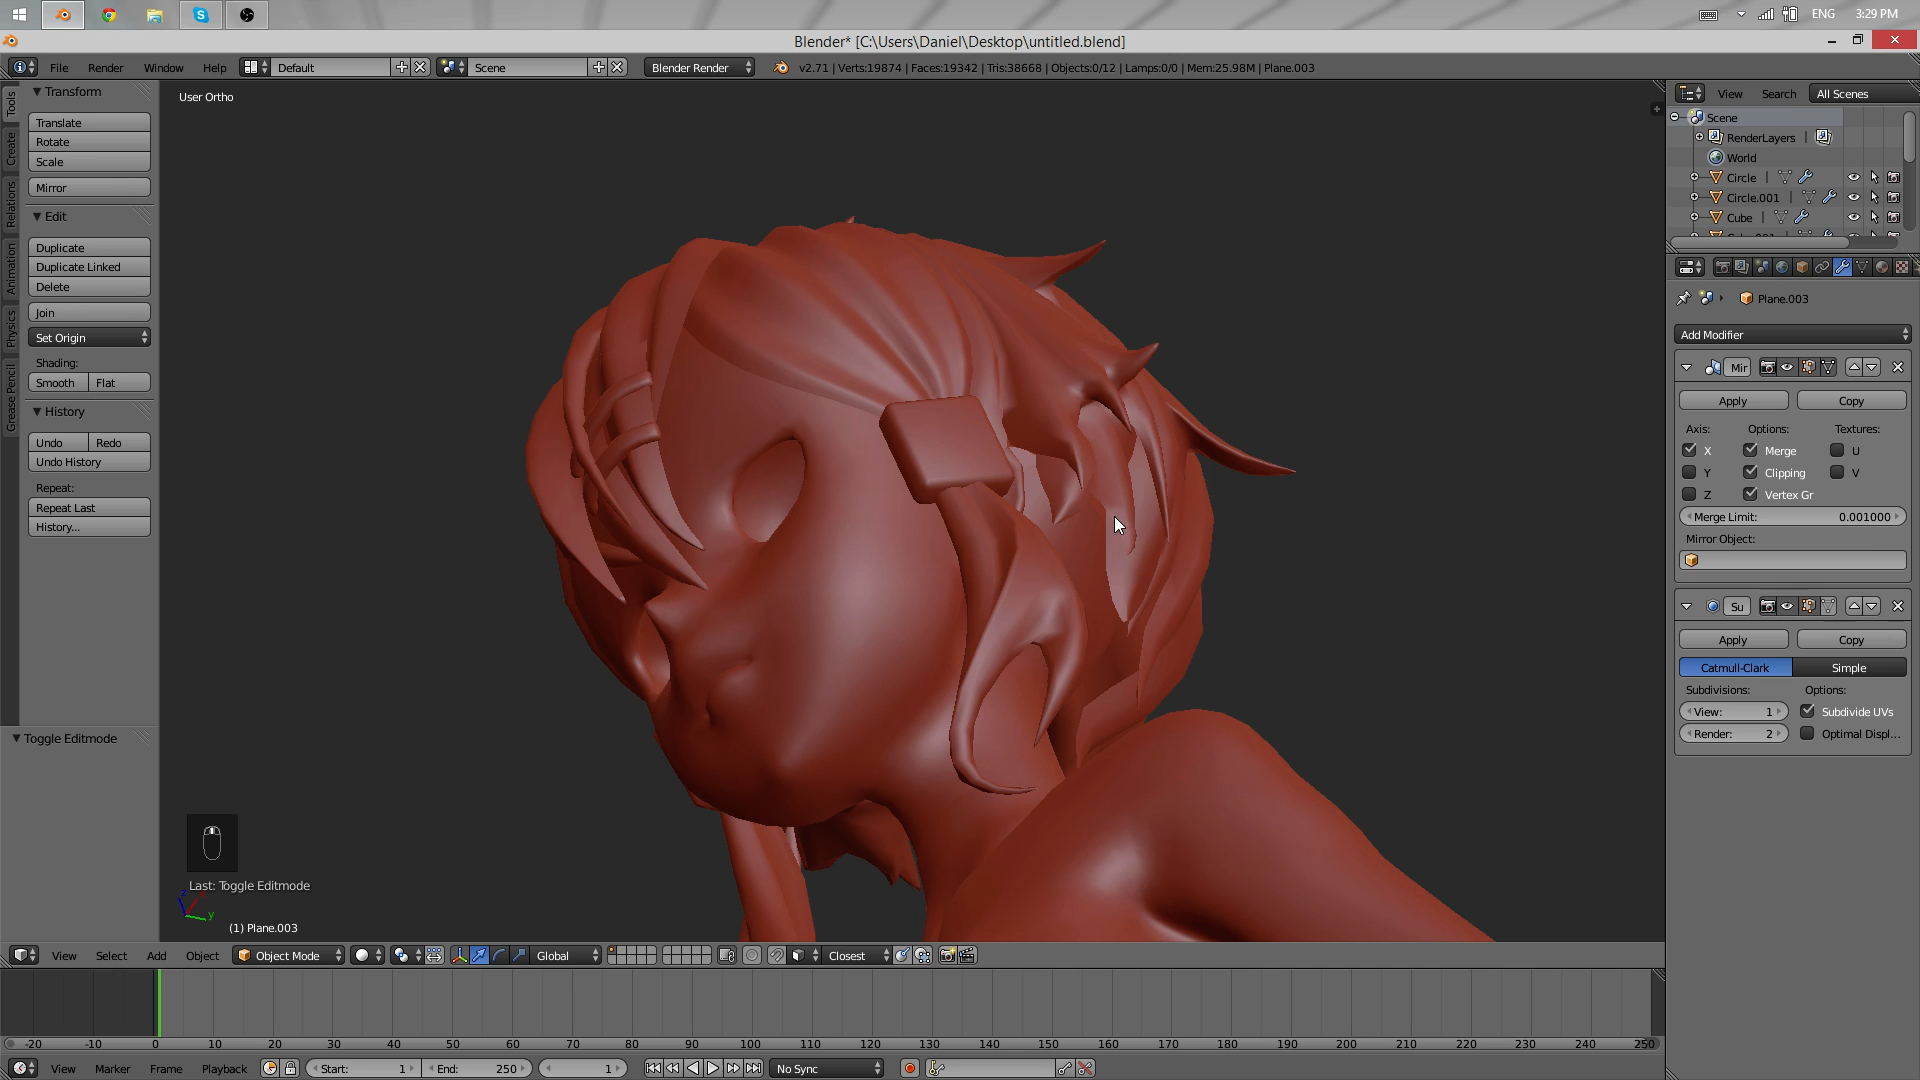 ENG 3:29 PM
Blender* [C:\Users\Daniel\Desktop\untitled.blend]
File Render Window Help Default Scene Blender Render v2.71 | Verts:19874 | Faces:19342 | Tris:38668 | Objects:0/12 | Lamps:0/0 | Mem:25.98M | Plane.003
Tools
Create
Relations
Animation
Physics
Grease Pencil
Transform
Translate
Rotate
Scale
Mirror
Edit
Duplicate
Duplicate Linked
Delete
Join
Set Origin
Shading:
Smooth Flat
History
Undo Redo
Undo History
Repeat:
Repeat Last
History...
Toggle Editmode
User Ortho
Last: Toggle Editmode
y
(1) Plane.003
View Search All Scenes
Scene
RenderLayers |
World
Circle |
Circle.001 |
Cube |
Plane.003
Add Modifier
Mir
Apply Copy
Axis: Options: Textures:
X Merge U
Y Clipping V
Z Vertex Gr
Merge Limit: 0.001000
Mirror Object:
Su
Apply Copy
Catmull-Clark Simple
Subdivisions: Options:
View: 1 Subdivide UVs
Render: 2 Optimal Displ...
View Select Add Object Object Mode Global Closest
-20 -10 0 10 20 30 40 50 60 70 80 90 100 110 120 130 140 150 160 170 180 190 200 210 220 230 240 250
View Marker Frame Playback Start: 1 End: 250 1 No Sync